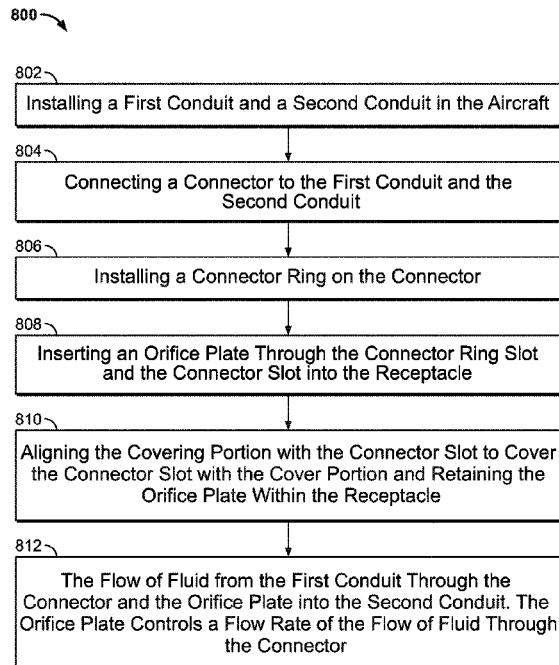 800
802
Installing a First Conduit and a Second Conduit in the Aircraft
804
Connecting a Connector to the First Conduit and the
Second Conduit
806
Installing a Connector Ring on the Connector
808
Inserting an Orifice Plate Through the Connector Ring Slot
and the Connector Slot into the Receptacle
810
Aligning the Covering Portion with the Connector Slot to Cover
the Connector Slot with the Cover Portion and Retaining the
Orifice Plate Within the Receptacle
812
The Flow of Fluid from the First Conduit Through the
Connector and the Orifice Plate into the Second Conduit. The
Orifice Plate Controls a Flow Rate of the Flow of Fluid Through
the Connector